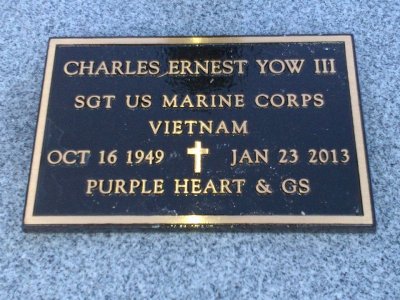 CHARLES ERNEST YOW III
SGT US MARINE CORPS
VIETNAM
OCT 16 1949 JAN 23 2013
PURPLE HEART & GS